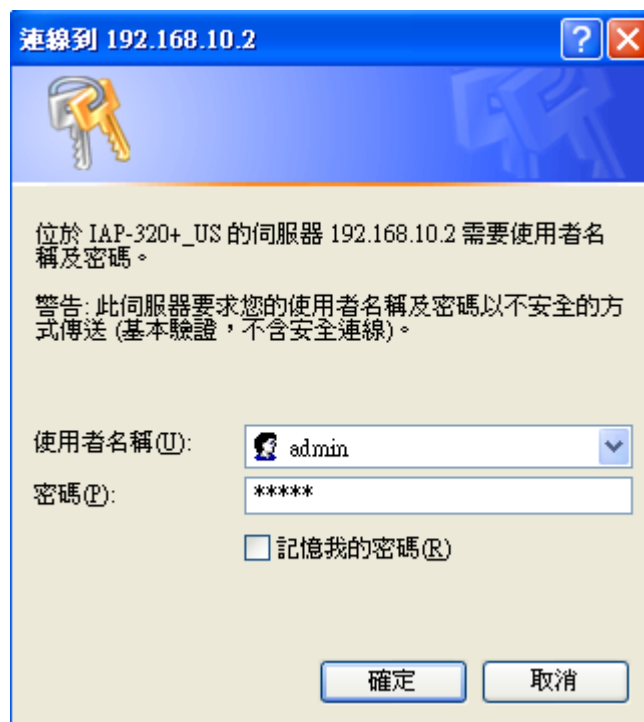 連線到 192.168.10.2
位於 IAP-320+_US 的伺服器 192.168.10.2 需要使用者名
稱及密碼。
警告: 此伺服器要求您的使用者名稱及密碼以不安全的方
式傳送 (基本驗證，不含安全連線)。
使用者名稱(U): admin
密碼(P): *****
記憶我的密碼(R)
確定 取消